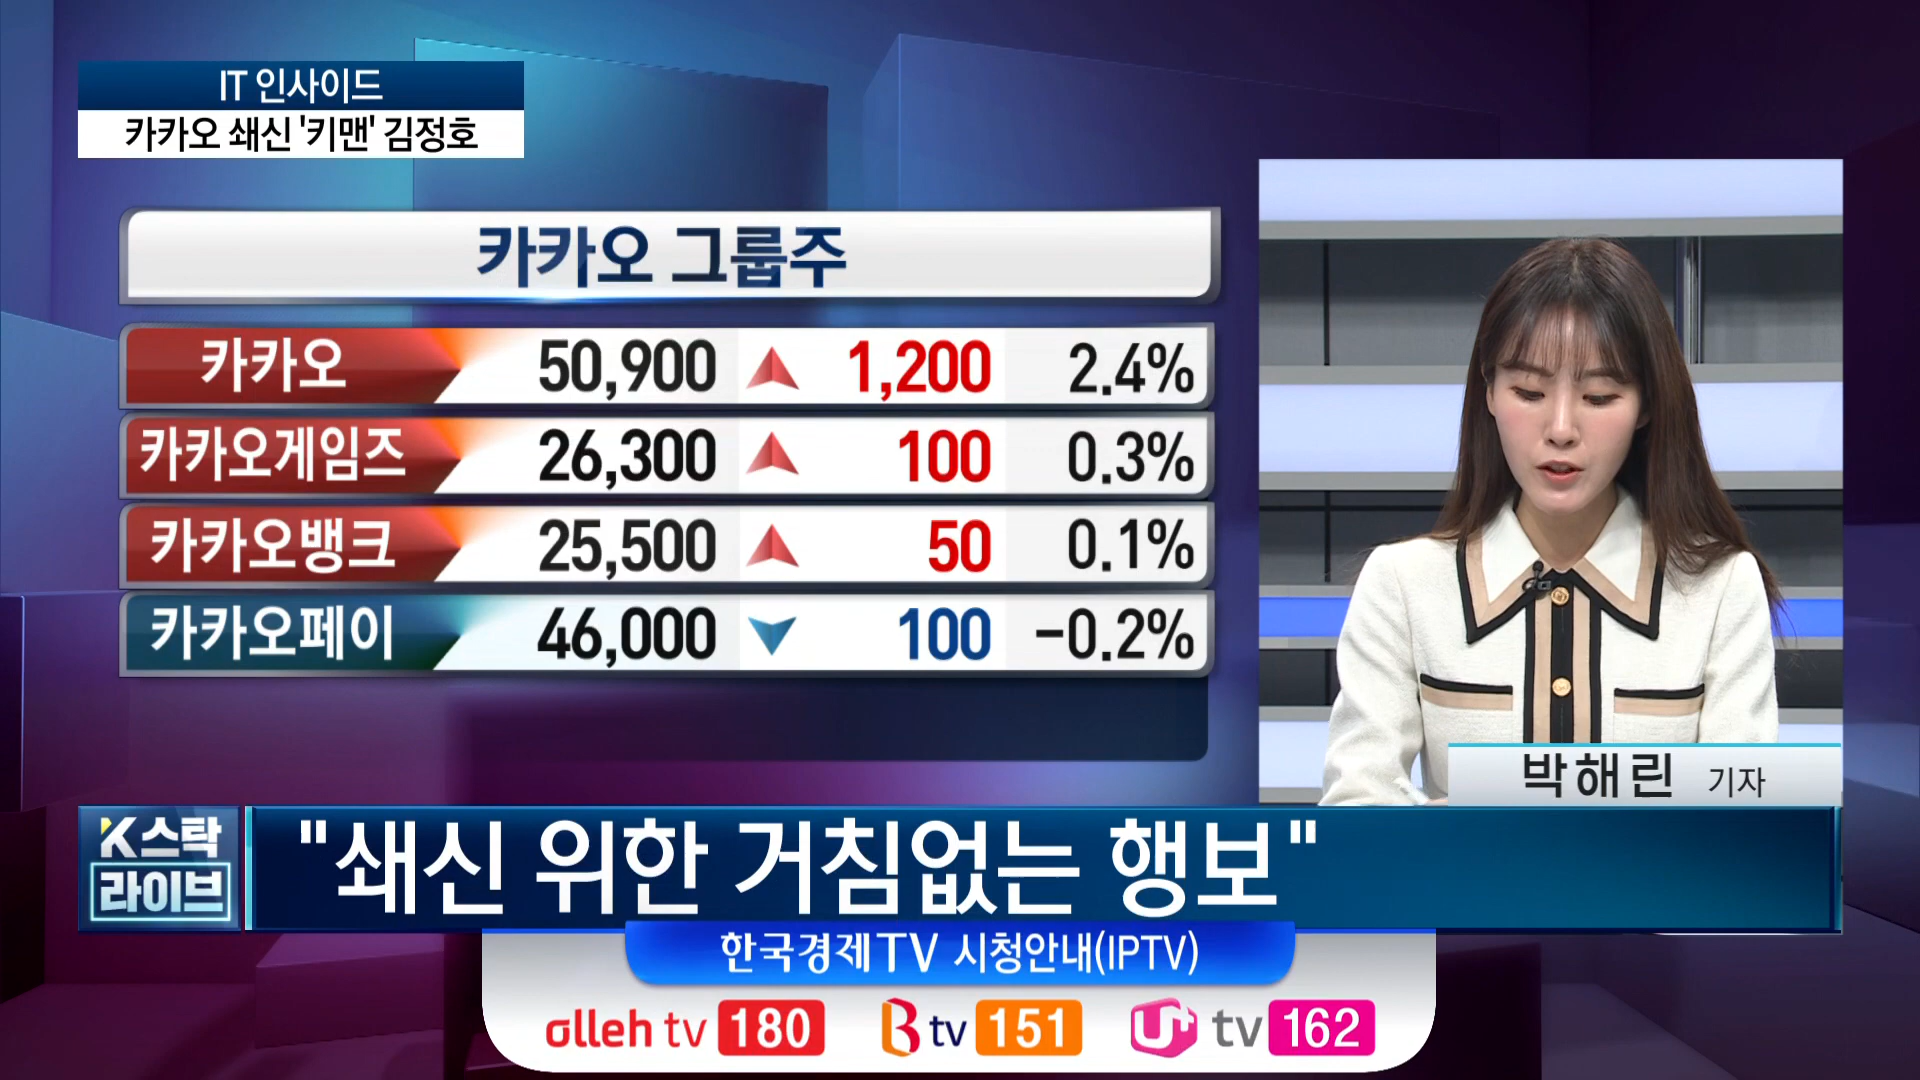 IT 인사이드
카카오 쇄신 '키맨' 김정호
카카오 그룹주
카카오 50,900 ▲ 1,200 2.4%
카카오게임즈 26,300 ▲ 100 0.3%
카카오뱅크 25,500 ▲ 50 0.1%
카카오페이 46,000 ▼ 100 -0.2%
박해린 기자
K스탁
라이브
"쇄신 위한 거침없는 행보"
한국경제TV 시청안내(IPTV)
olleh tv 180 B tv 151 U+ tv 162